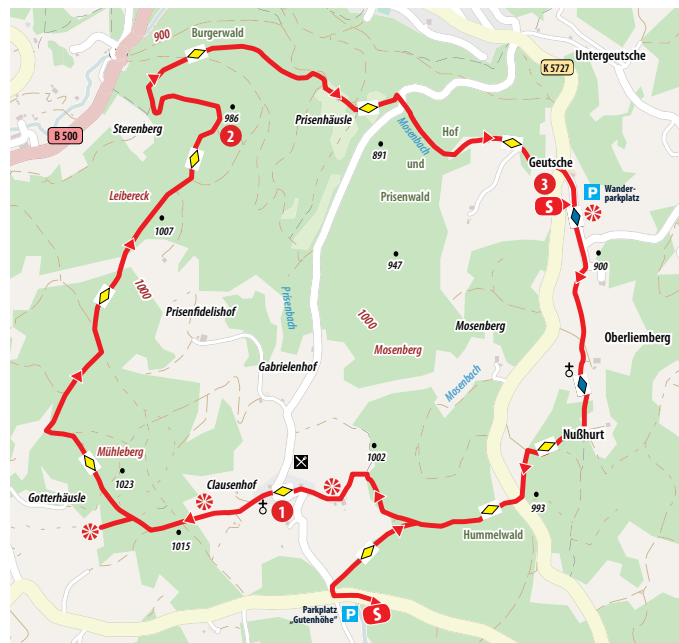 900
Burgerwald
Untergeutsche
K 5727
B 500
Sterenberg
986
2
Prisenhäusle
Mosenbach
Hof
891
und
Geutsche
Leibereck
Prisenwald
3
S
P
Wander-
parkplatz
1007
947
900
1000
Prisenbach
Prisenfidelishof
1000
Mosenberg
Mosenberg
Oberliemberg
Gabrielenhof
Mosenbach
Nußhurt
Mühleberg
1002
1023
Clausenhof
Gotterhäusle
993
1
1015
Hummelwald
Parkplatz
„Gutenhöhe“
P
S